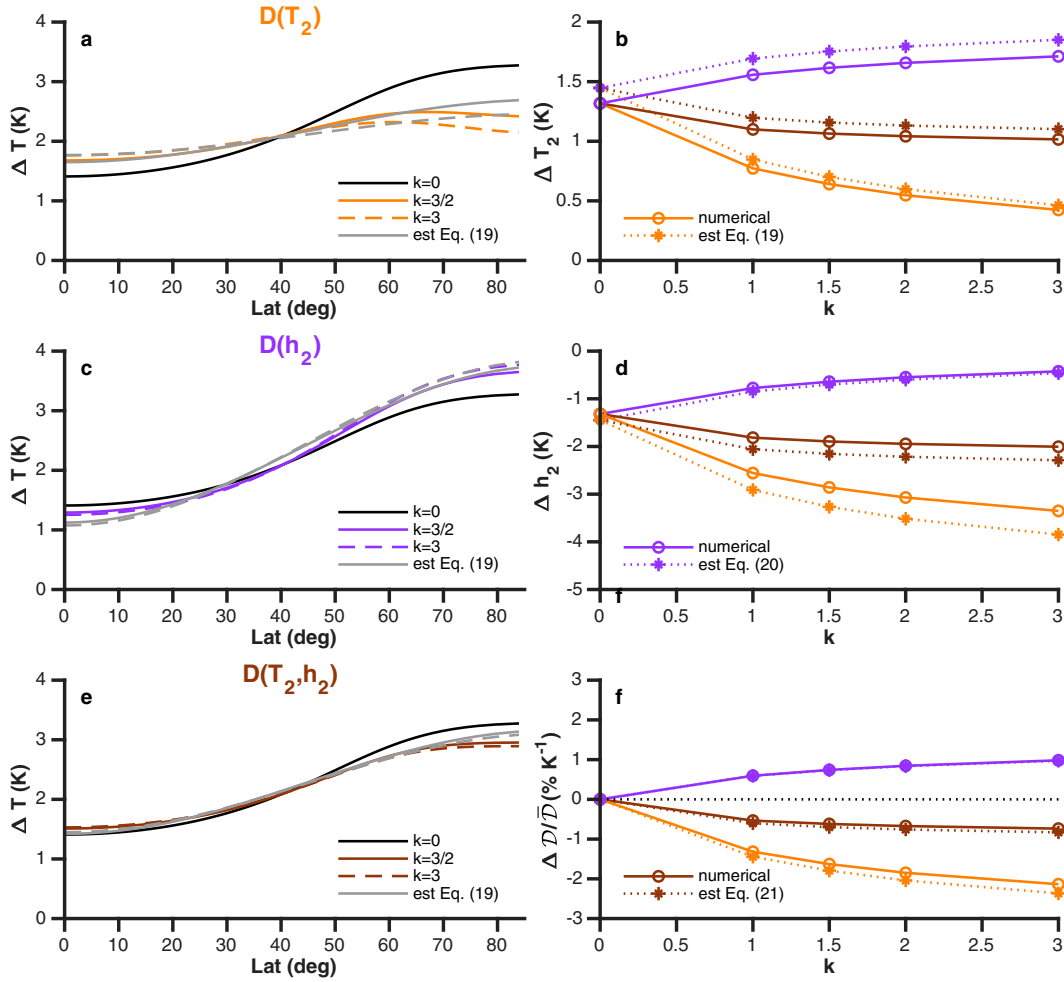 D(T2)
a
Δ T (K)
4
3
2
1
0
k=0
k=3/2
k=3
est Eq. (19)
0 10 20 30 40 50 60 70 80
Lat (deg)
b
Δ T2 (K)
2
1.5
1
0.5
0
numerical
est Eq. (19)
0 0.5 1 1.5 2 2.5 3
k
D(h2)
c
Δ T (K)
4
3
2
1
0
k=0
k=3/2
k=3
est Eq. (19)
0 10 20 30 40 50 60 70 80
Lat (deg)
d
Δ h2 (K)
0
-1
-2
-3
-4
-5
numerical
est Eq. (20)
f
0 0.5 1 1.5 2 2.5 3
k
D(T2,h2)
e
Δ T (K)
4
3
2
1
0
k=0
k=3/2
k=3
est Eq. (19)
0 10 20 30 40 50 60 70 80
Lat (deg)
f
Δ 𝒟/𝒟̅ (% K⁻¹)
3
2
1
0
-1
-2
-3
numerical
est Eq. (21)
0 0.5 1 1.5 2 2.5 3
k